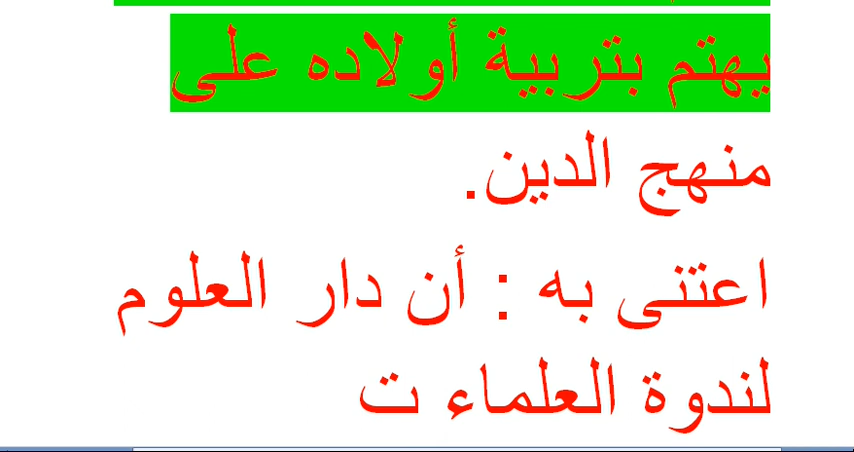 يهتم بتربية أولاده على
منهج الدين.
اعتنى به : أن دار العلوم
لندوة العلماء ت